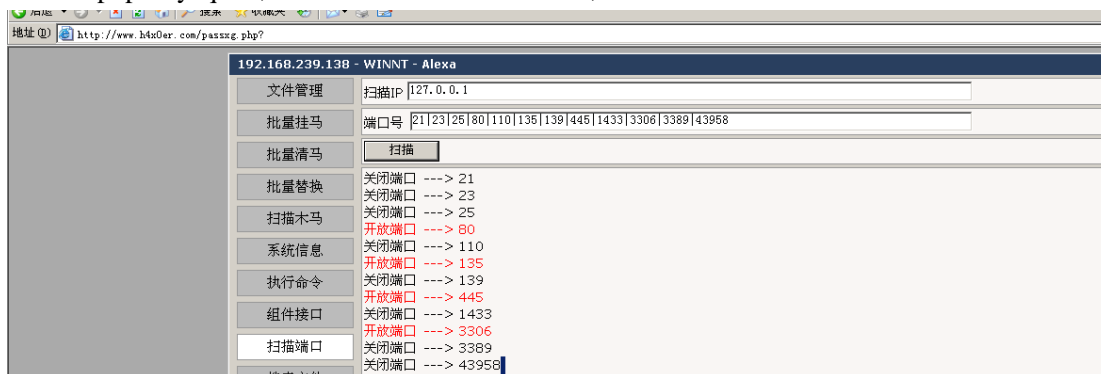 搜索
地址(D) http://www.h4x0er.com/passxg.php?
192.168.239.138 - WINNT - Alexa
文件管理
扫描IP 127.0.0.1
批量挂马
端口号 21|23|25|80|110|135|139|445|1433|3306|3389|43958
批量清马
扫描
批量替换
关闭端口 ---> 21
关闭端口 ---> 23
扫描木马
关闭端口 ---> 25
开放端口 ---> 80
系统信息
关闭端口 ---> 110
开放端口 ---> 135
执行命令
关闭端口 ---> 139
开放端口 ---> 445
组件接口
关闭端口 ---> 1433
开放端口 ---> 3306
扫描端口
关闭端口 ---> 3389
关闭端口 ---> 43958